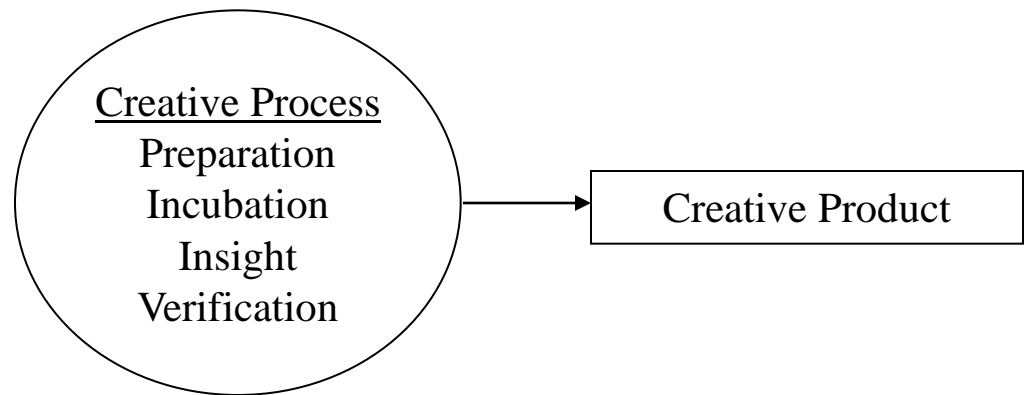 Creative Process
Preparation
Incubation
Insight
Verification
Creative Product